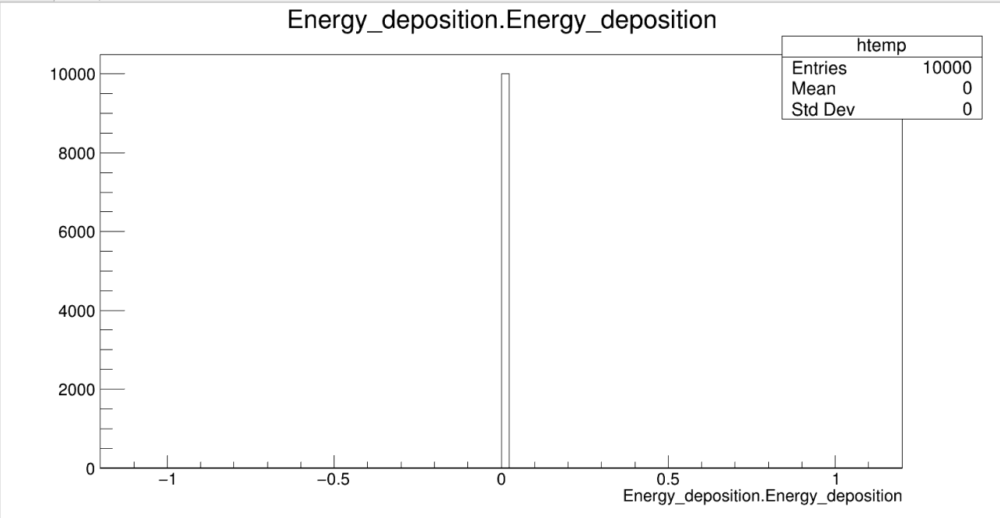 Energy_deposition.Energy_deposition
htemp
Entries 10000
Mean 0
Std Dev 0
10000
8000
6000
4000
2000
0
−1 −0.5 0 0.5 1
Energy_deposition.Energy_deposition